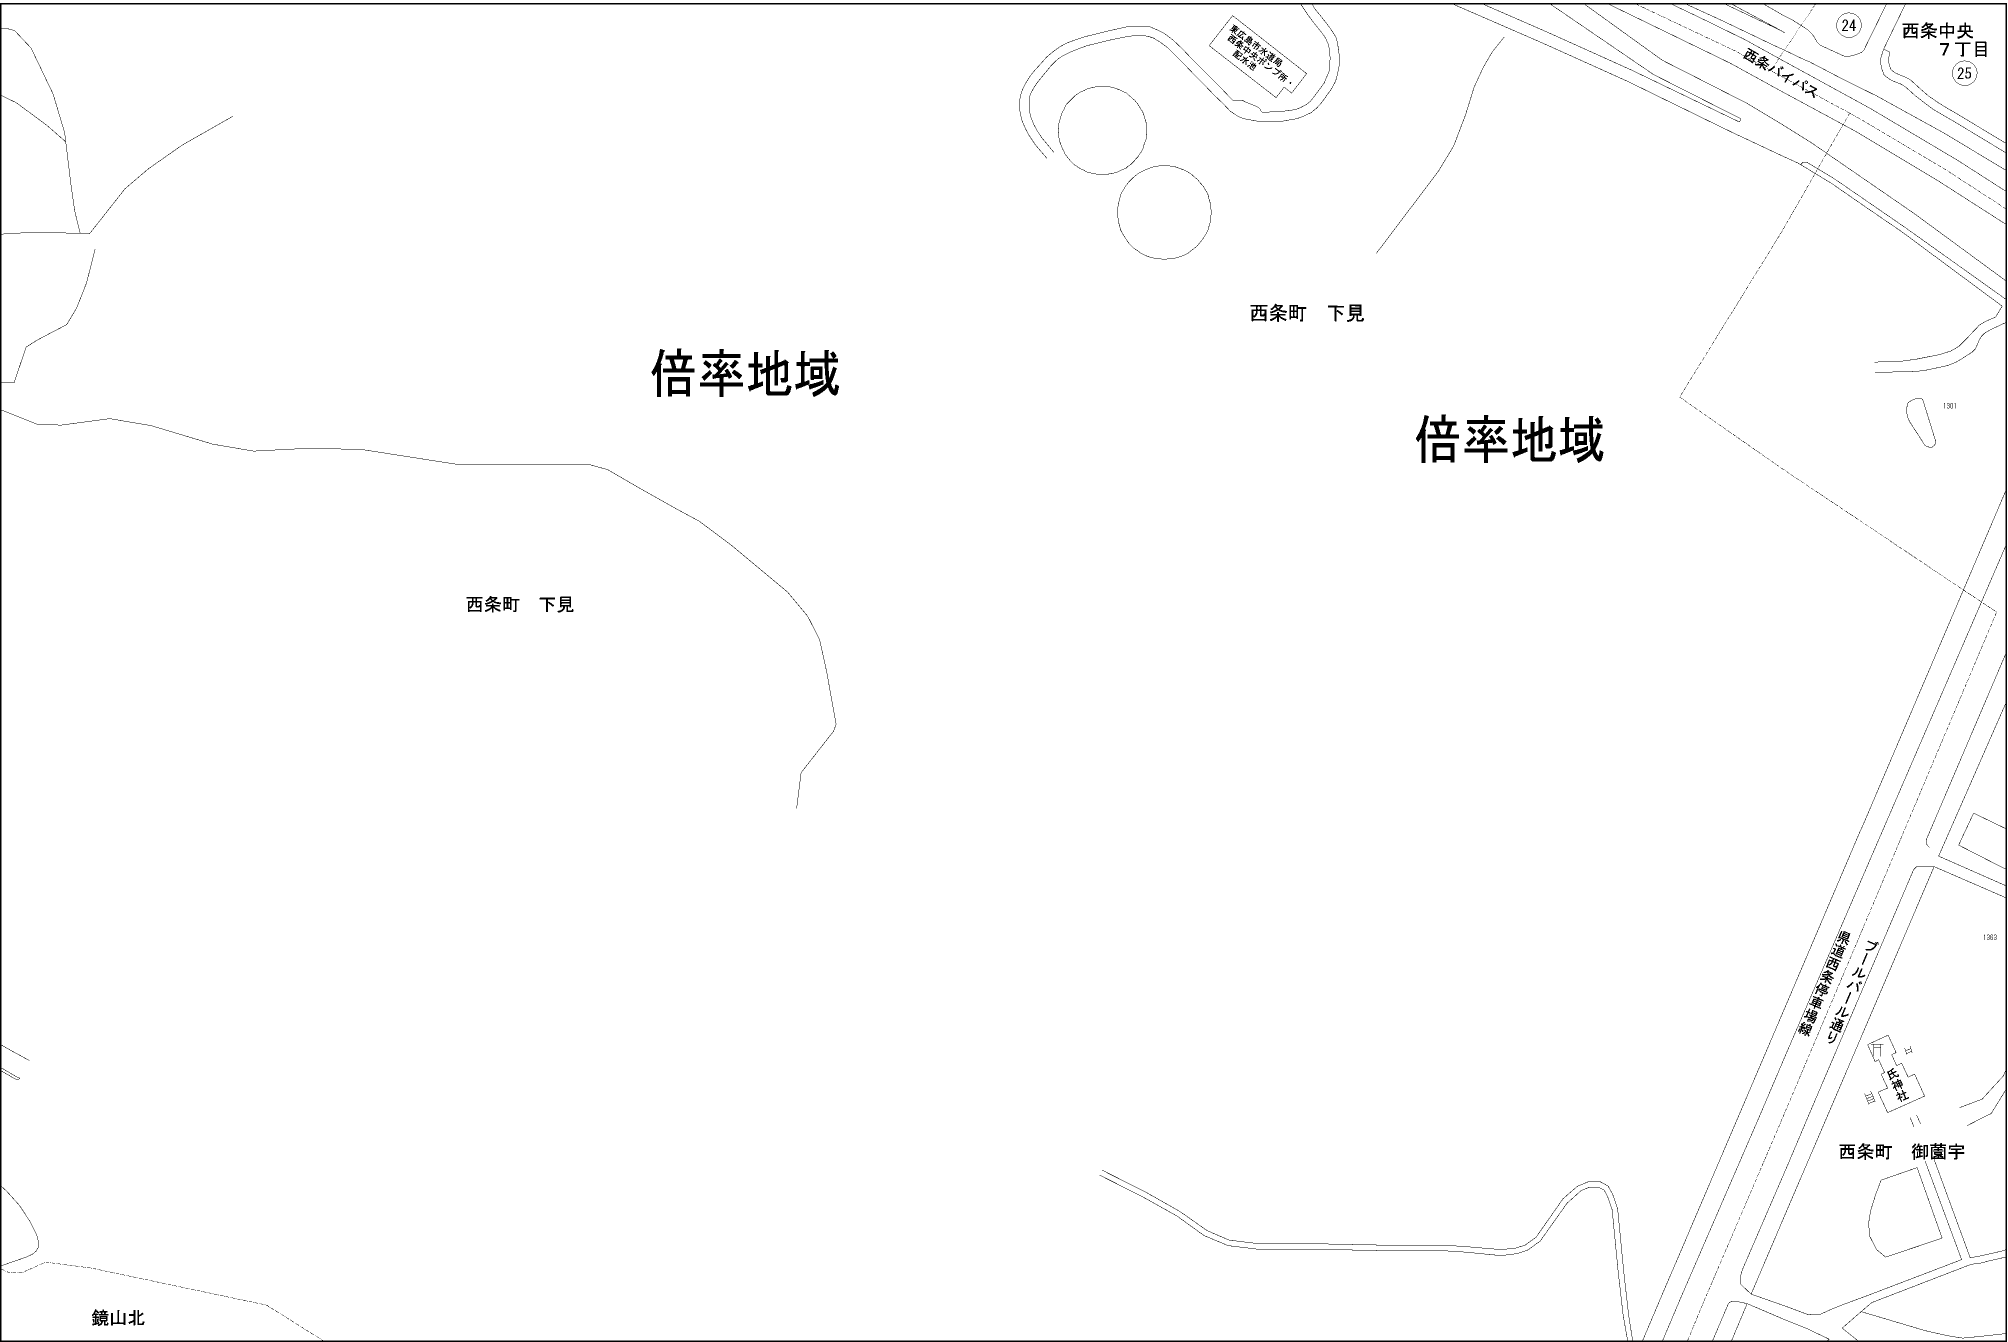 24
西条中央
7丁目
25
東広島市水道局
西条中央ポンプ所・
配水池
西条バイパス
西条町　下見
倍率地域
倍率地域
1301
西条町　下見
1363
ブールバール通り
県道西条停車場線
氏神社
西条町　御薗宇
鏡山北